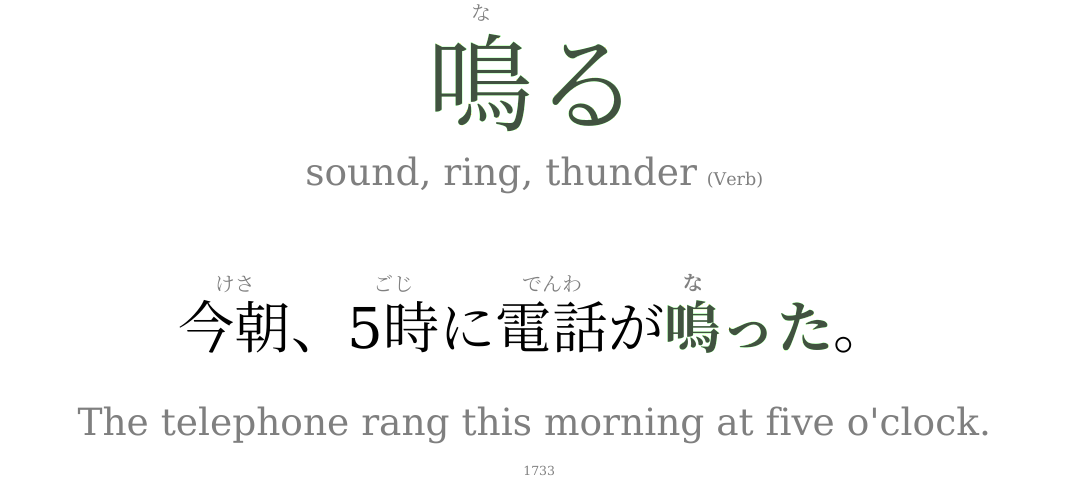 な
鳴る
sound, ring, thunder (Verb)
けさ ごじ でんわ な
今朝、5時に電話が鳴った。
The telephone rang this morning at five o'clock.
1733